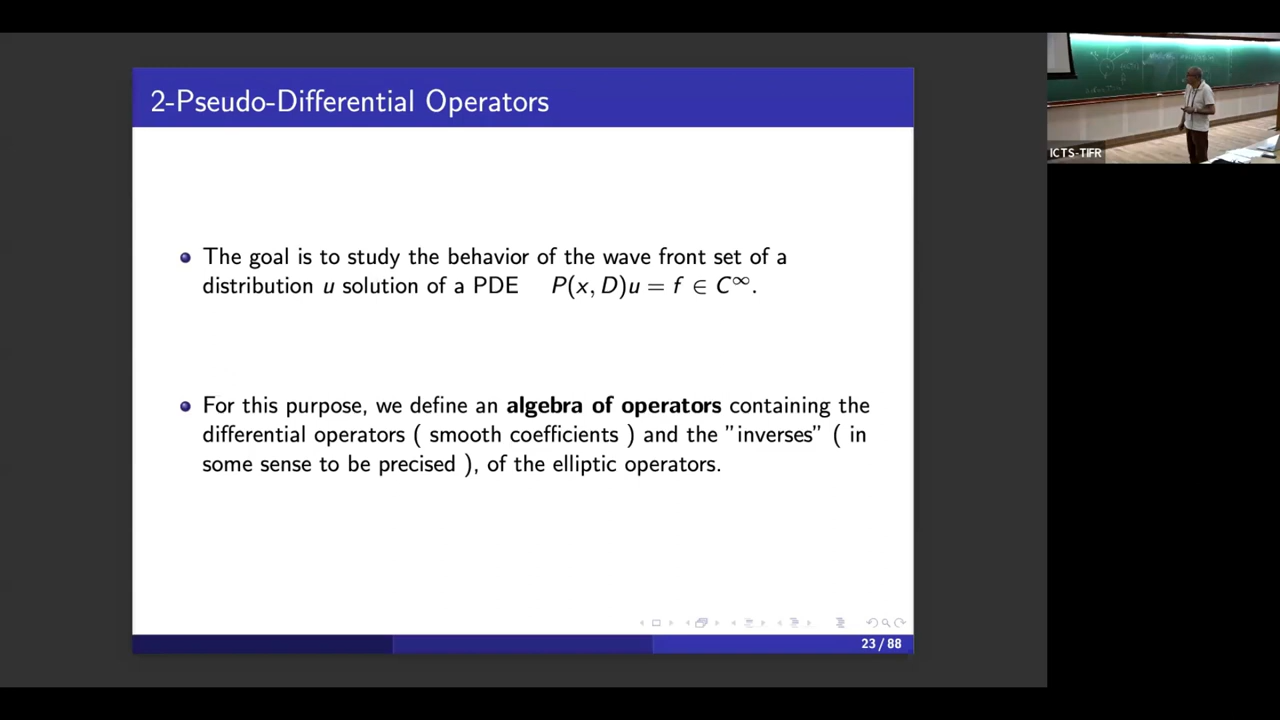 2-Pseudo-Differential Operators
The goal is to study the behavior of the wave front set of a
distribution u solution of a PDE P(x, D)u = f ∈ C∞.
For this purpose, we define an algebra of operators containing the
differential operators ( smooth coefficients ) and the ”inverses” ( in
some sense to be precised ), of the elliptic operators.
23 / 88
ICTS-TIFR